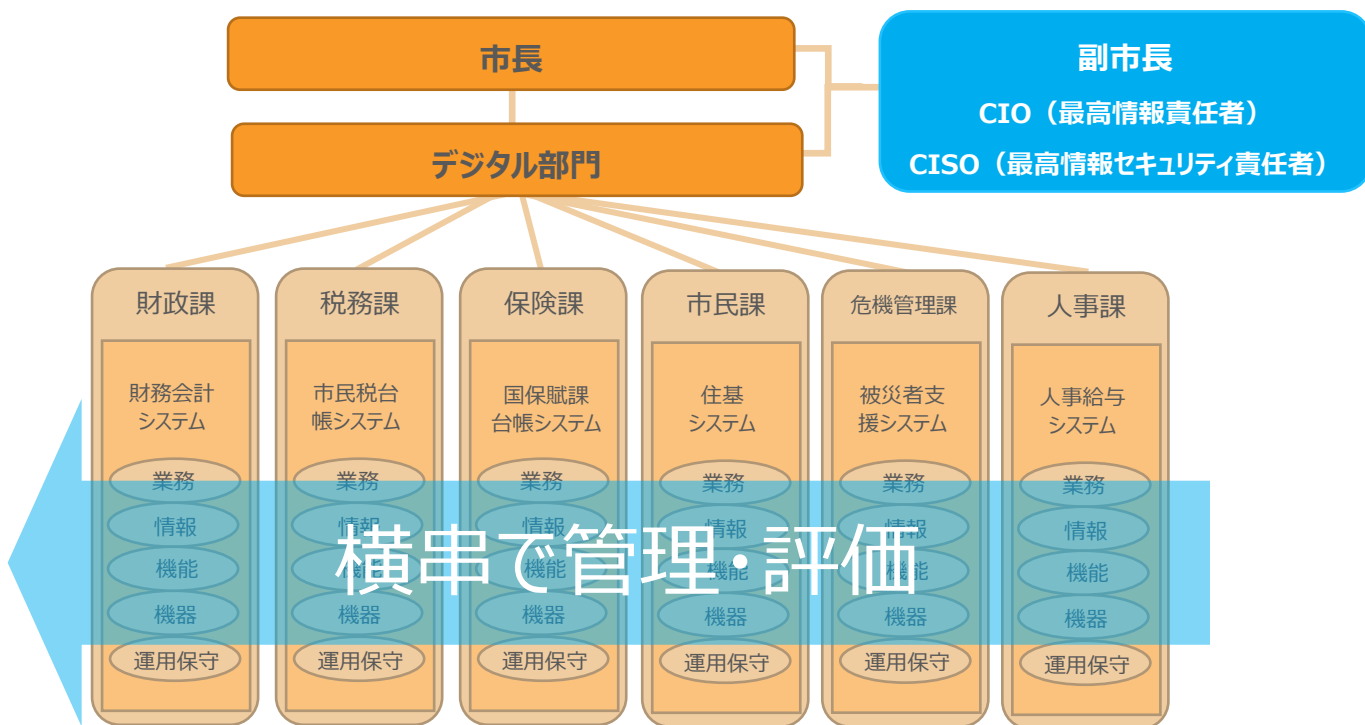 市長
副市長
CIO（最高情報責任者）
CISO（最高情報セキュリティ責任者）
デジタル部門
財政課
財務会計
システム
業務
情報
機能
機器
運用保守
税務課
市民税台
帳システム
業務
情報
機能
機器
運用保守
保険課
国保賦課
台帳システム
業務
情報
機能
機器
運用保守
市民課
住基
システム
業務
情報
機能
機器
運用保守
危機管理課
被災者支
援システム
業務
情報
機能
機器
運用保守
人事課
人事給与
システム
業務
情報
機能
機器
運用保守
横串で管理・評価